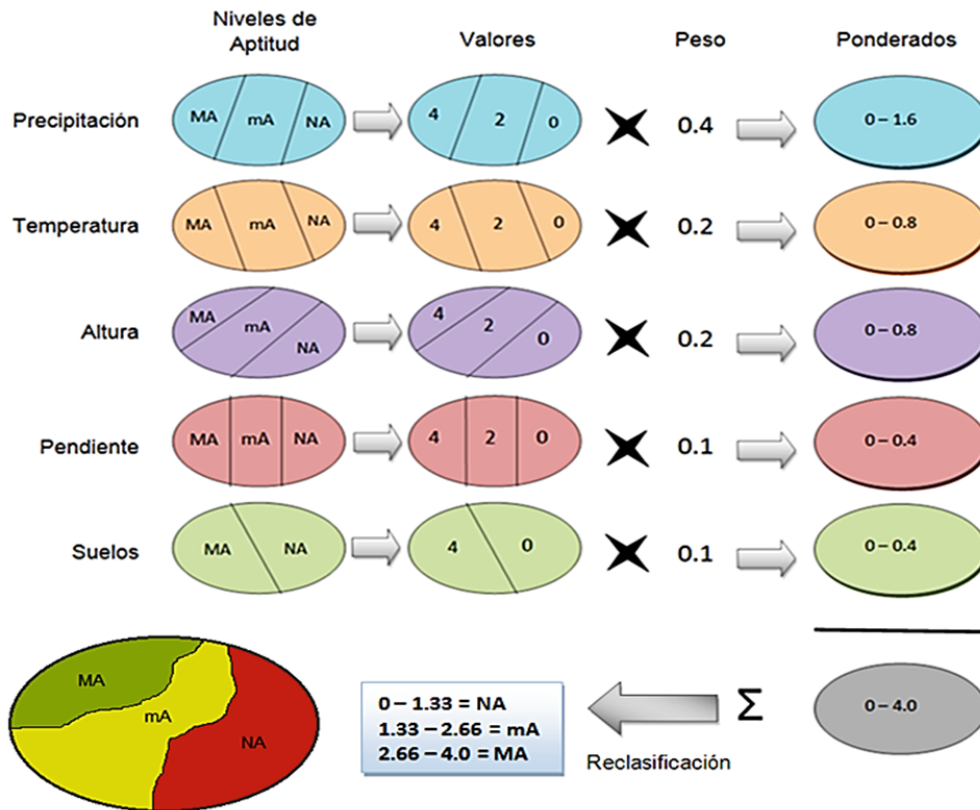 Niveles de
Aptitud
Valores
Peso
Ponderados
Precipitación
MA mA NA
4 2 0
0.4
0 – 1.6
Temperatura
MA mA NA
4 2 0
0.2
0 – 0.8
Altura
MA mA NA
4 2 0
0.2
0 – 0.8
Pendiente
MA mA NA
4 2 0
0.1
0 – 0.4
Suelos
MA NA
4 0
0.1
0 – 0.4
MA
mA
NA
0 – 1.33 = NA
1.33 – 2.66 = mA
2.66 – 4.0 = MA
Reclasificación
Σ
0 – 4.0